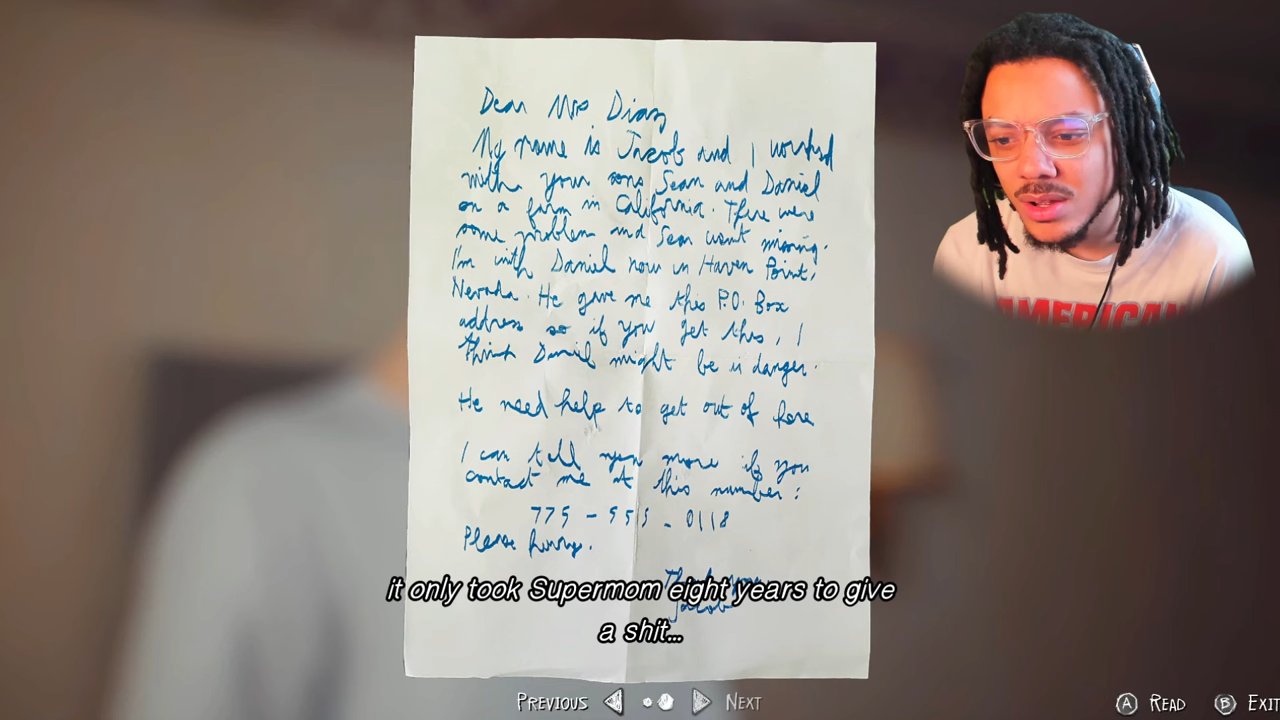 Dear Mrs Diaz
My name is Jacob and I worked
with your sons Sean and Daniel
on a farm in California. There were
some problem and Sean went missing.
I'm with Daniel now in Haven Point,
Nevada. He gave me this P.O. Box
address so if you get this, I
think Daniel might be in danger.
He need help to get out of here
I can tell you more if you
contact me at this number:
775-555-0118
Please hurry.
Thank you
Jacob
it only took Supermom eight years to give
a shit...
AMERICAN
PREVIOUS NEXT A READ B EXIT